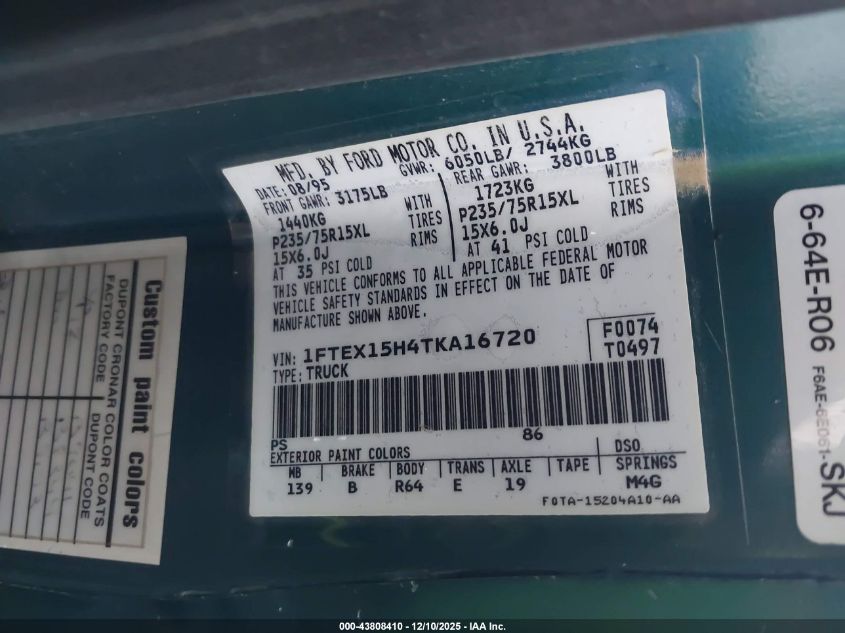 MFD. BY FORD MOTOR CO. IN U.S.A.
DATE: 08/95 GVWR: 6050LB/ 2744KG
FRONT GAWR: 3175LB REAR GAWR: 3800LB
1440KG WITH 1723KG WITH
P235/75R15XL TIRES P235/75R15XL TIRES
15X6.0J RIMS 15X6.0J RIMS
AT 35 PSI COLD AT 41 PSI COLD
THIS VEHICLE CONFORMS TO ALL APPLICABLE FEDERAL MOTOR
VEHICLE SAFETY STANDARDS IN EFFECT ON THE DATE OF
MANUFACTURE SHOWN ABOVE.
VIN: 1FTEX15H4TKA16720 F0074
TYPE: TRUCK T0497
PS 86
EXTERIOR PAINT COLORS DSO
WB BRAKE BODY TRANS AXLE TAPE SPRINGS
139 B R64 E 19 M4G
F0TA-15204A10-AA
Custom paint colors
DUPONT CRONAR COLOR COATS
FACTORY CODE DUPONT CODE
6-64E-R06
F6AE-6E061-SKJ
000-43808410 - 12/10/2025 - IAA Inc.